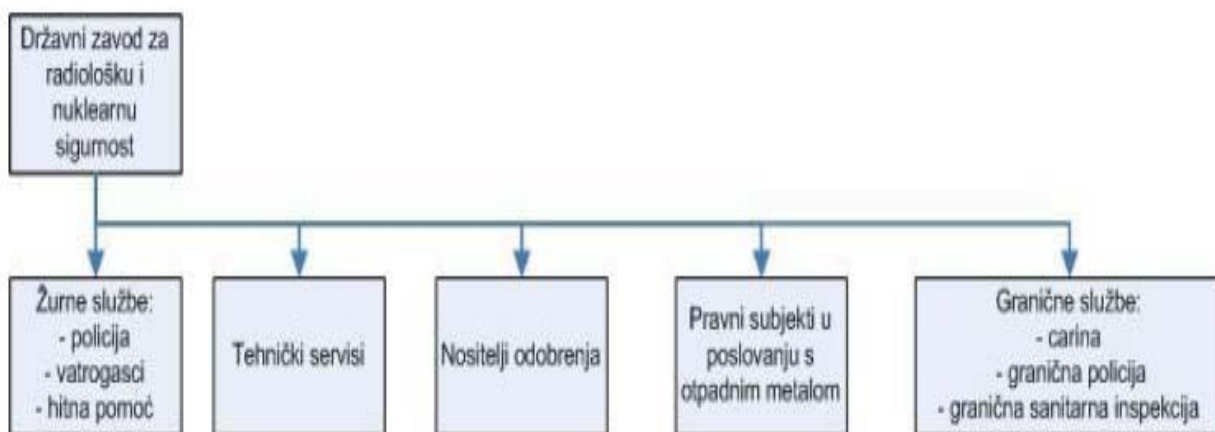 Državni zavod za
radiološku i
nuklearnu
sigurnost
Žurne službe:
- policija
- vatrogasci
- hitna pomoć
Tehnički servisi
Nositelji odobrenja
Pravni subjekti u
poslovanju s
otpadnim metalom
Granične službe:
- carina
- granična policija
- granična sanitarna inspekcija